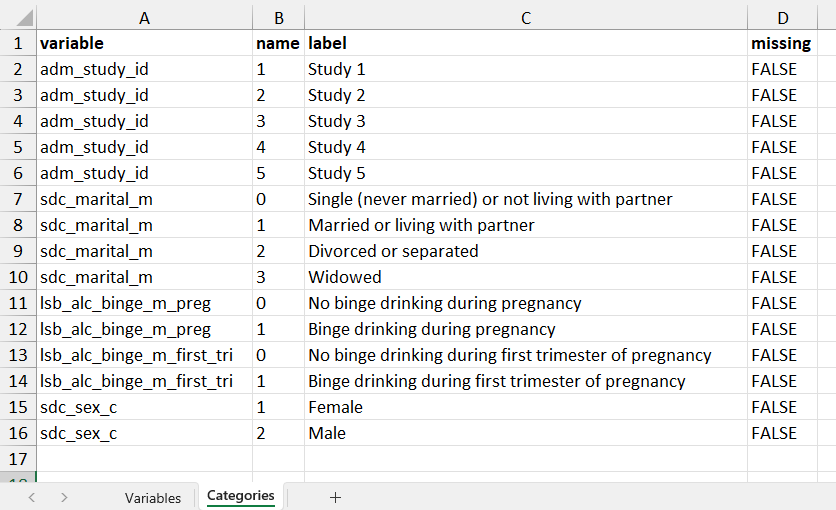 A B C D
1 variable name label missing
2 adm_study_id 1 Study 1 FALSE
3 adm_study_id 2 Study 2 FALSE
4 adm_study_id 3 Study 3 FALSE
5 adm_study_id 4 Study 4 FALSE
6 adm_study_id 5 Study 5 FALSE
7 sdc_marital_m 0 Single (never married) or not living with partner FALSE
8 sdc_marital_m 1 Married or living with partner FALSE
9 sdc_marital_m 2 Divorced or separated FALSE
10 sdc_marital_m 3 Widowed FALSE
11 lsb_alc_binge_m_preg 0 No binge drinking during pregnancy FALSE
12 lsb_alc_binge_m_preg 1 Binge drinking during pregnancy FALSE
13 lsb_alc_binge_m_first_tri 0 No binge drinking during first trimester of pregnancy FALSE
14 lsb_alc_binge_m_first_tri 1 Binge drinking during first trimester of pregnancy FALSE
15 sdc_sex_c 1 Female FALSE
16 sdc_sex_c 2 Male FALSE
17
Variables Categories +